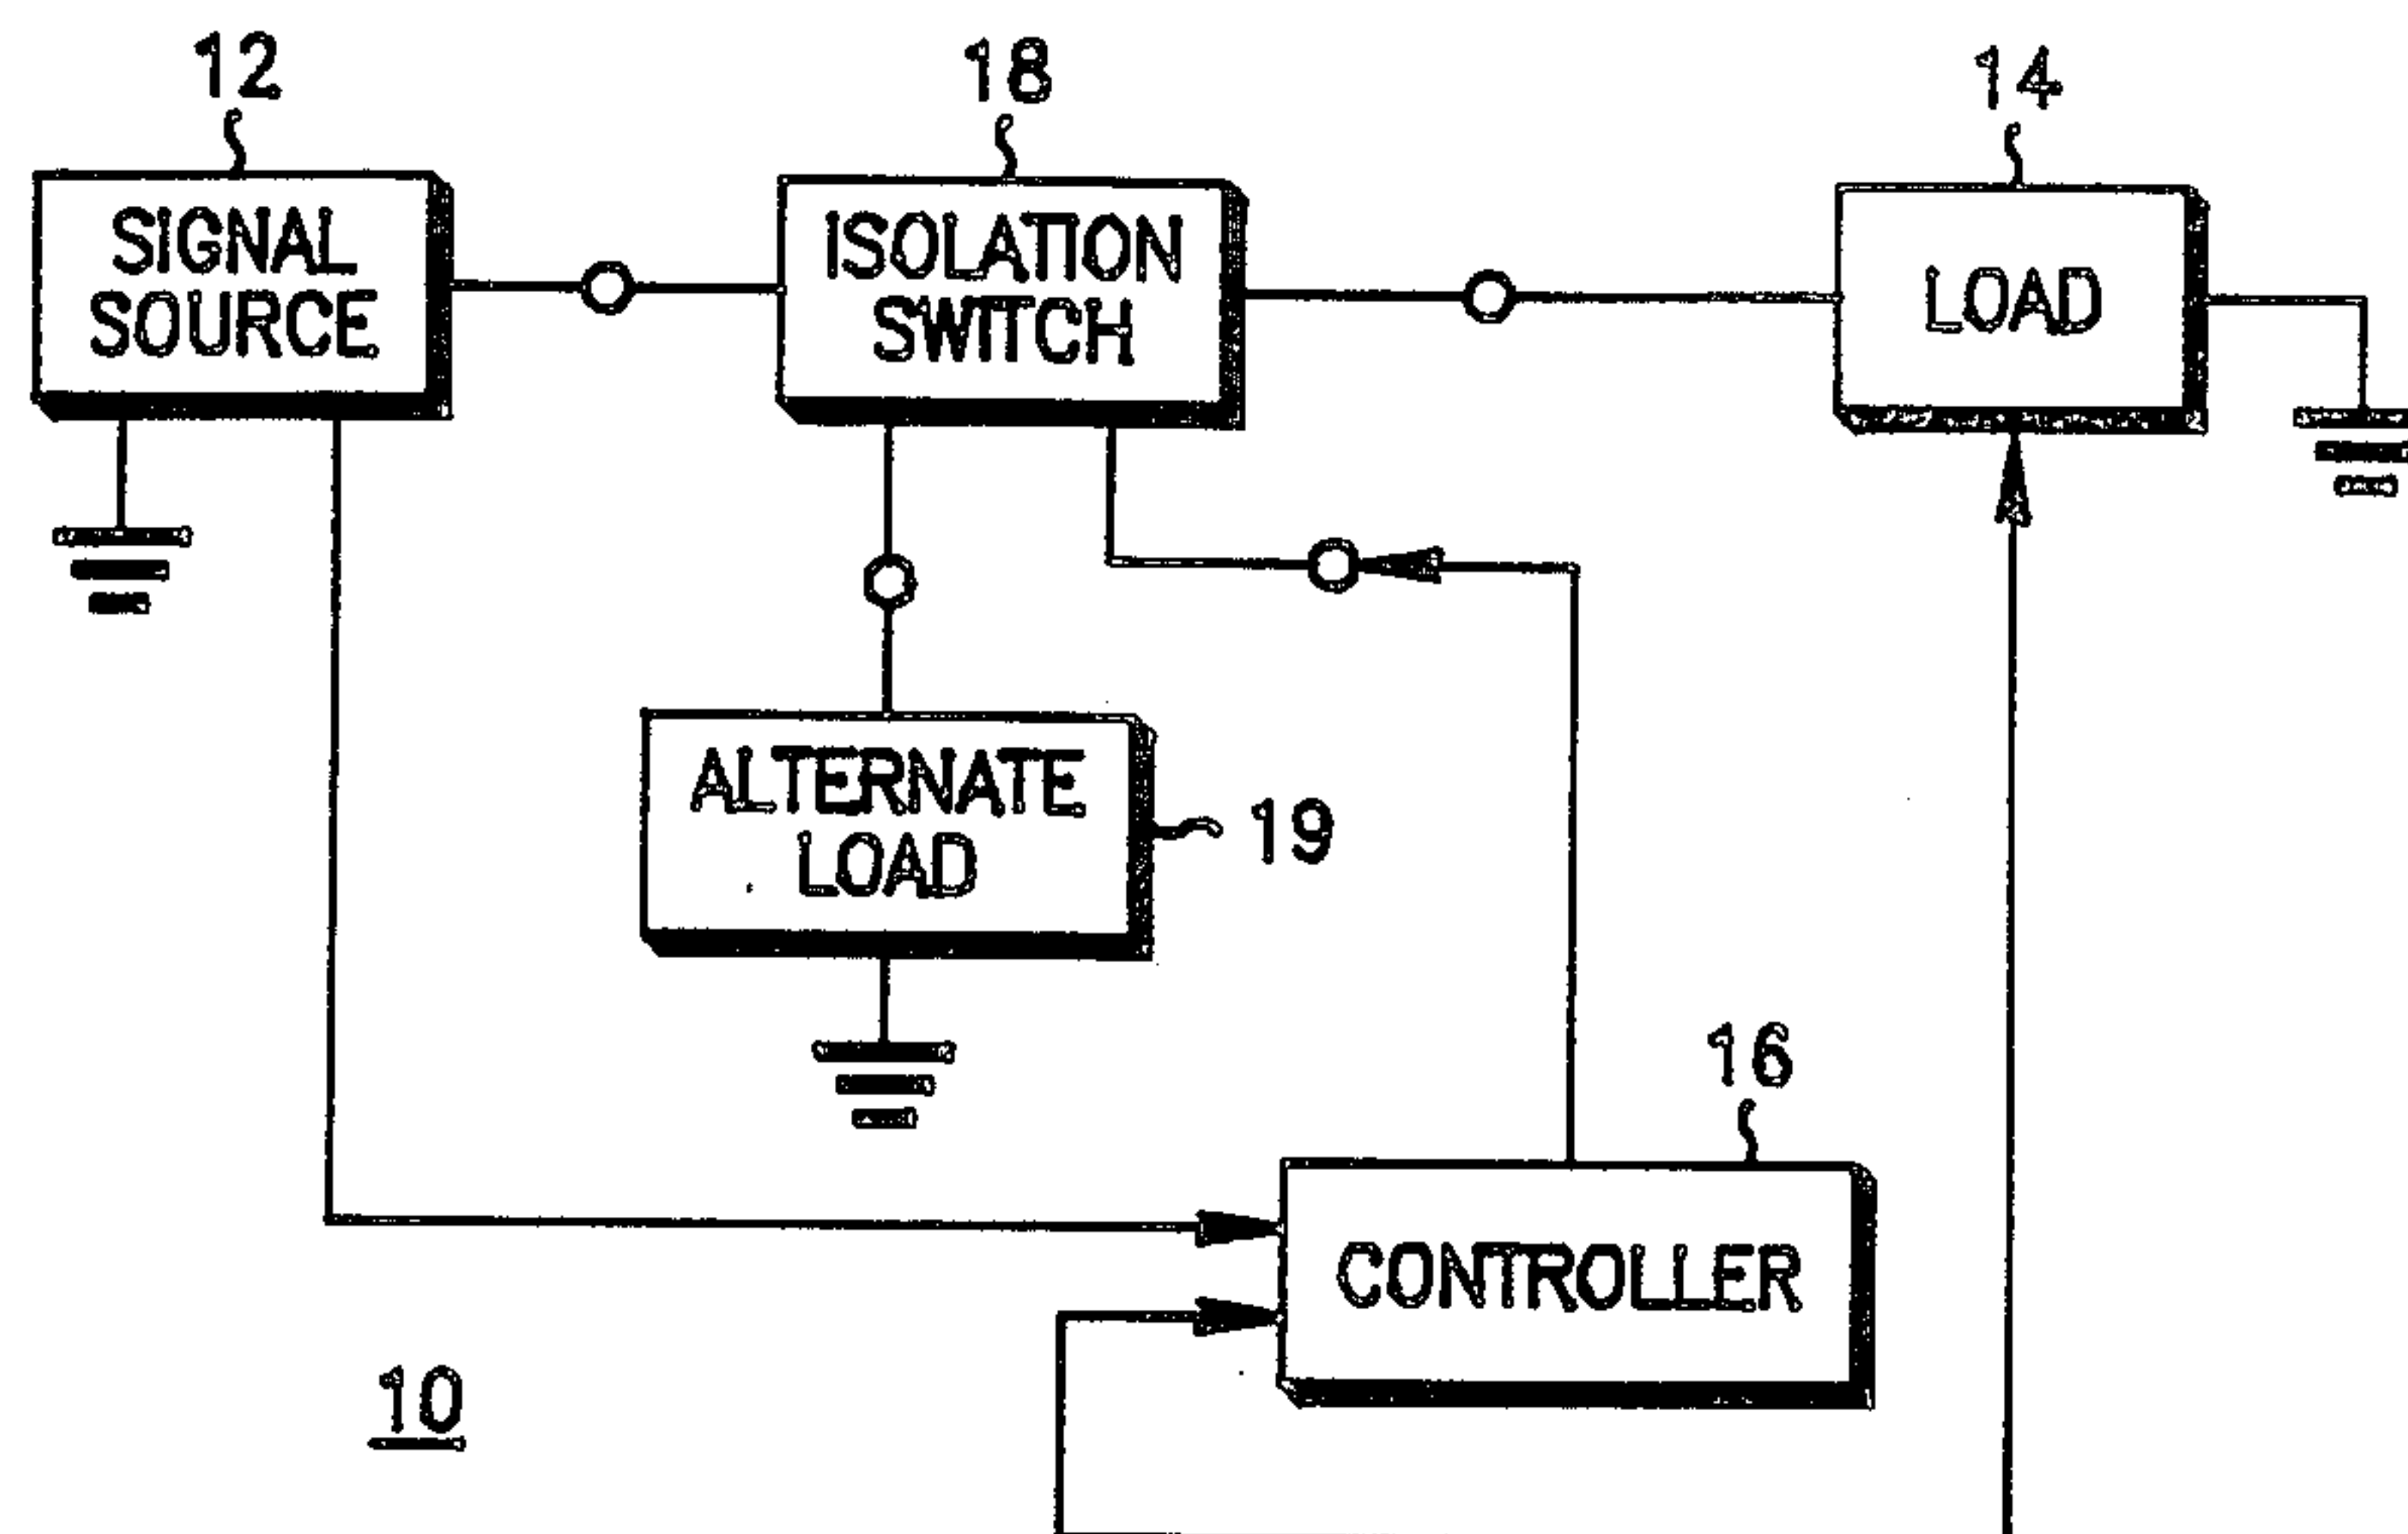 12
18
14
SIGNAL
SOURCE
ISOLATION
SWITCH
LOAD
ALTERNATE
LOAD
19
16
CONTROLLER
10